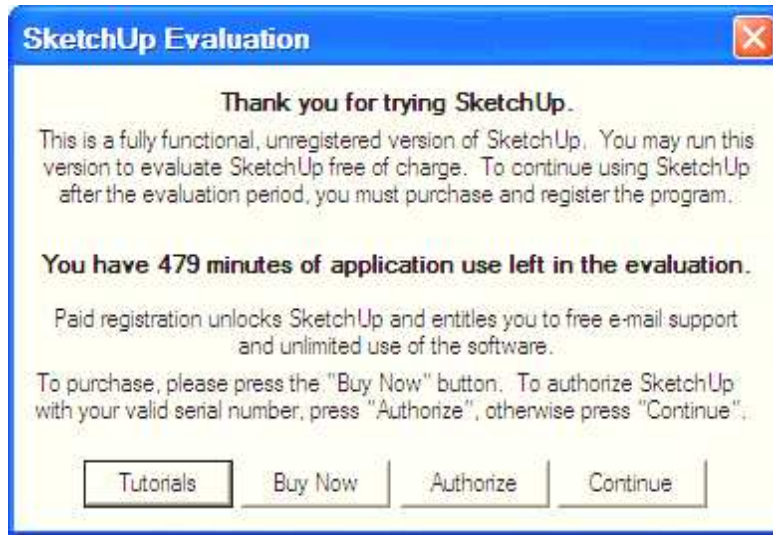 SketchUp Evaluation
Thank you for trying SketchUp.
This is a fully functional, unregistered version of SketchUp. You may run this
version to evaluate SketchUp free of charge. To continue using SketchUp
after the evaluation period, you must purchase and register the program.
You have 479 minutes of application use left in the evaluation.
Paid registration unlocks SketchUp and entitles you to free e-mail support
and unlimited use of the software.
To purchase, please press the "Buy Now" button. To authorize SketchUp
with your valid serial number, press "Authorize", otherwise press "Continue".
Tutorials Buy Now Authorize Continue